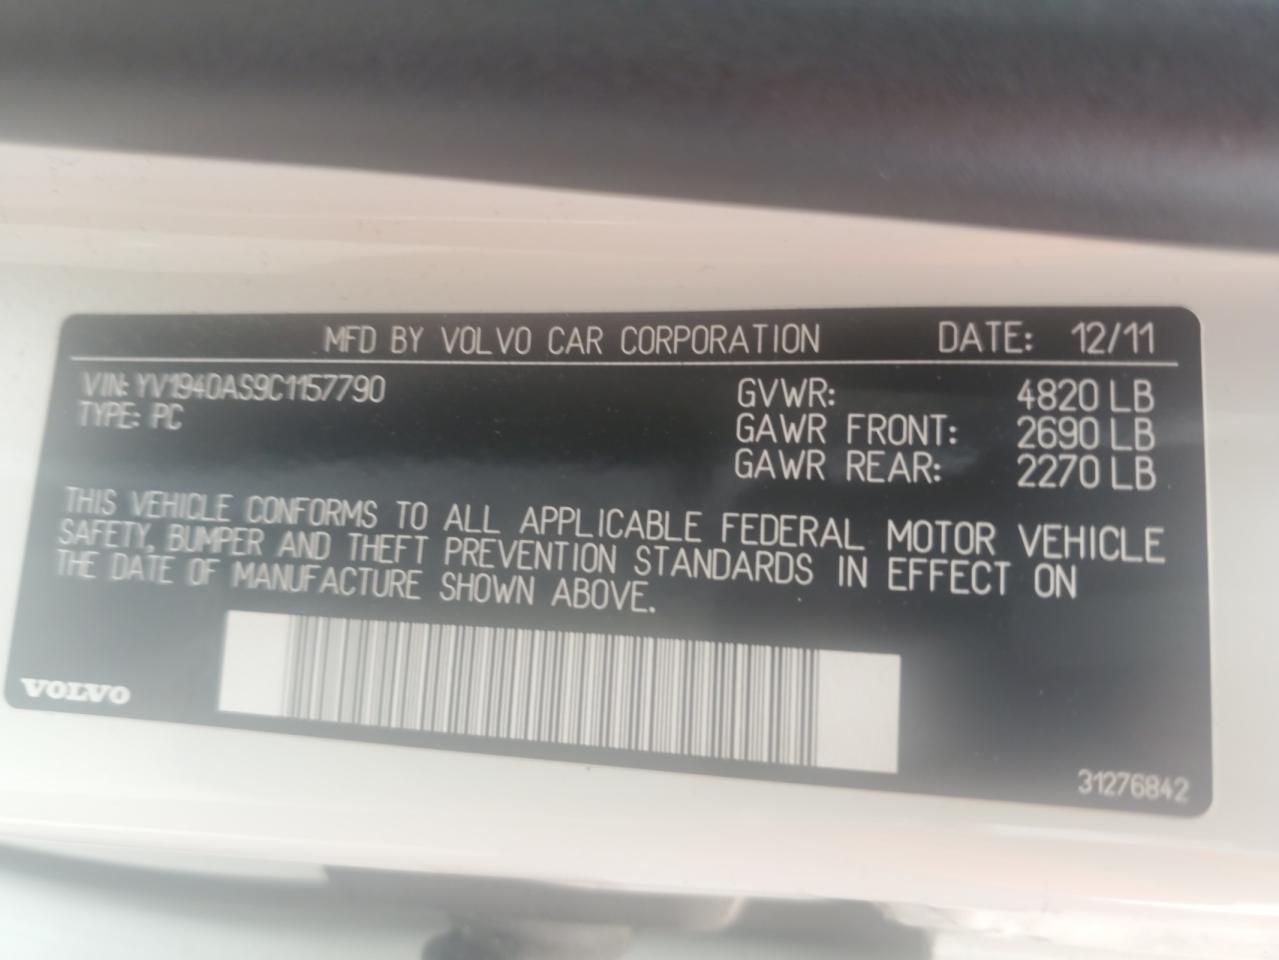 MFD BY VOLVO CAR CORPORATION DATE: 12/11
VIN: YV1940AS9C1157790
TYPE: PC
GVWR: 4820 LB
GAWR FRONT: 2690 LB
GAWR REAR: 2270 LB
THIS VEHICLE CONFORMS TO ALL APPLICABLE FEDERAL MOTOR VEHICLE
SAFETY, BUMPER AND THEFT PREVENTION STANDARDS IN EFFECT ON
THE DATE OF MANUFACTURE SHOWN ABOVE.
VOLVO
31276842